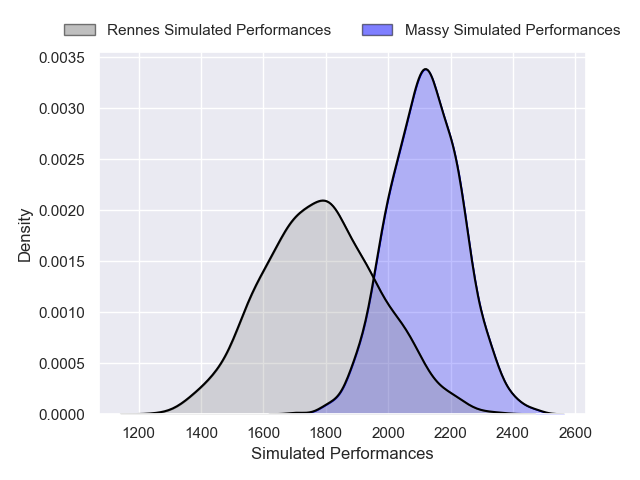 Rennes Simulated Performances Massy Simulated Performances
0.0035
0.0030
0.0025
0.0020
0.0015
0.0010
0.0005
0.0000
Density
1200 1400 1600 1800 2000 2200 2400 2600
Simulated Performances